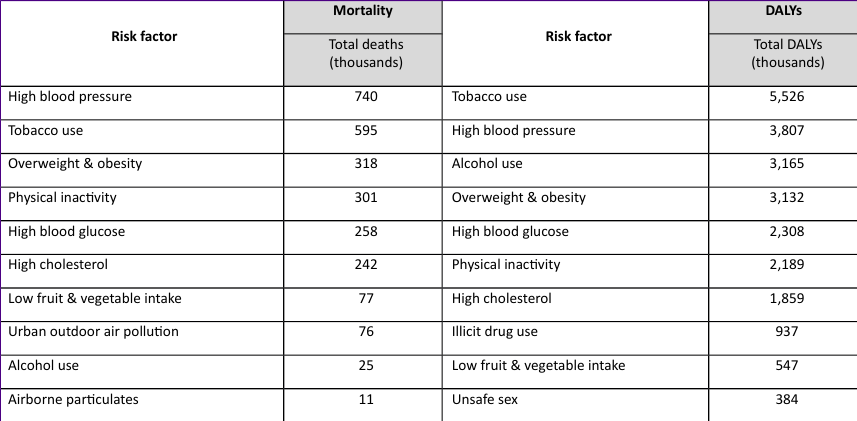 Risk factor Mortality Risk factor DALYs
Total deaths (thousands) Total DALYs (thousands)
High blood pressure 740 Tobacco use 5,526
Tobacco use 595 High blood pressure 3,807
Overweight & obesity 318 Alcohol use 3,165
Physical inactivity 301 Overweight & obesity 3,132
High blood glucose 258 High blood glucose 2,308
High cholesterol 242 Physical inactivity 2,189
Low fruit & vegetable intake 77 High cholesterol 1,859
Urban outdoor air pollution 76 Illicit drug use 937
Alcohol use 25 Low fruit & vegetable intake 547
Airborne particulates 11 Unsafe sex 384